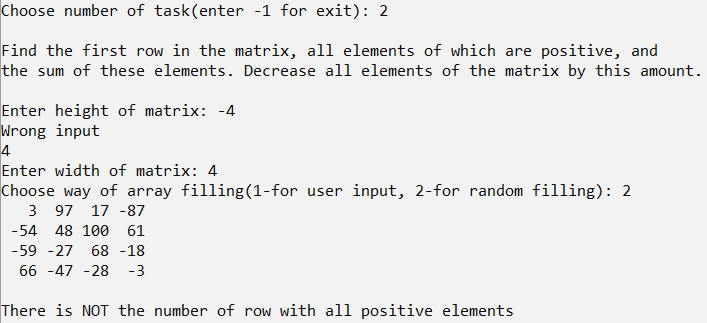 Choose number of task(enter -1 for exit): 2
Find the first row in the matrix, all elements of which are positive, and
the sum of these elements. Decrease all elements of the matrix by this amount.
Enter height of matrix: -4
Wrong input
4
Enter width of matrix: 4
Choose way of array filling(1-for user input, 2-for random filling): 2
3 97 17 -87
-54 48 100 61
-59 -27 68 -18
66 -47 -28 -3
There is NOT the number of row with all positive elements